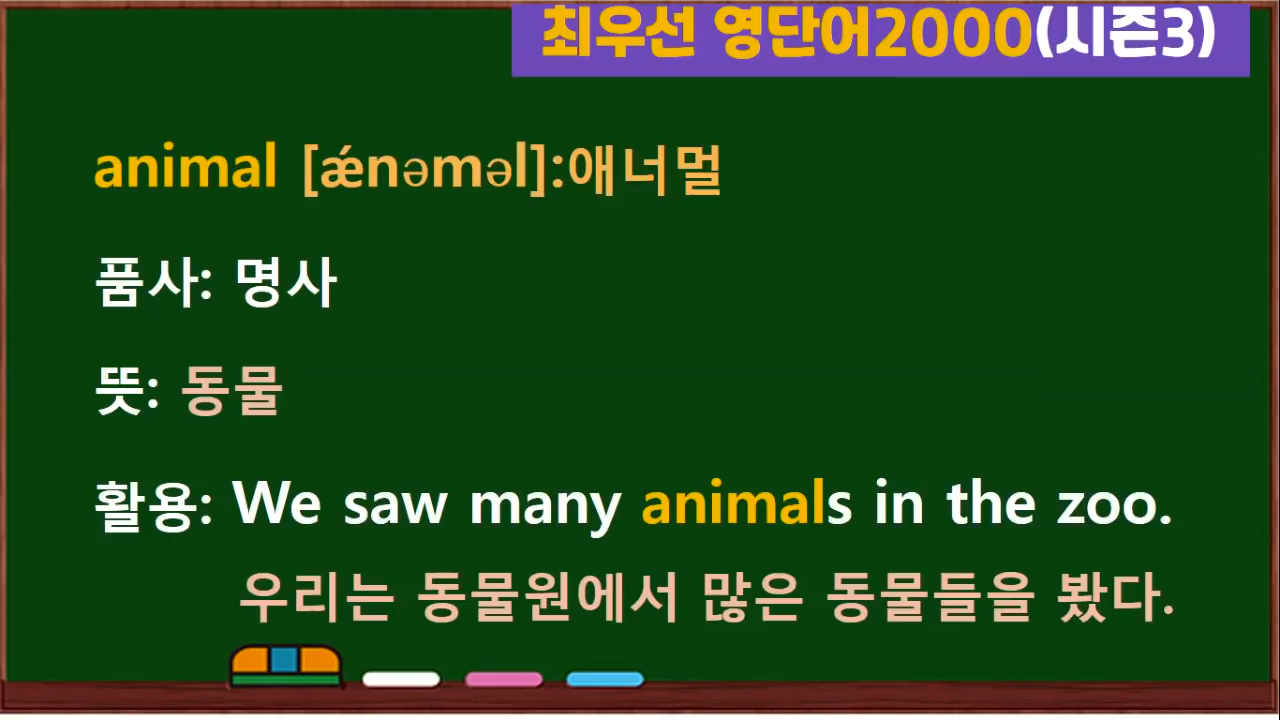 최우선 영단어2000(시즌3)
animal [ǽnəməl]:애너멀
품사: 명사
뜻: 동물
활용: We saw many animals in the zoo.
우리는 동물원에서 많은 동물들을 봤다.